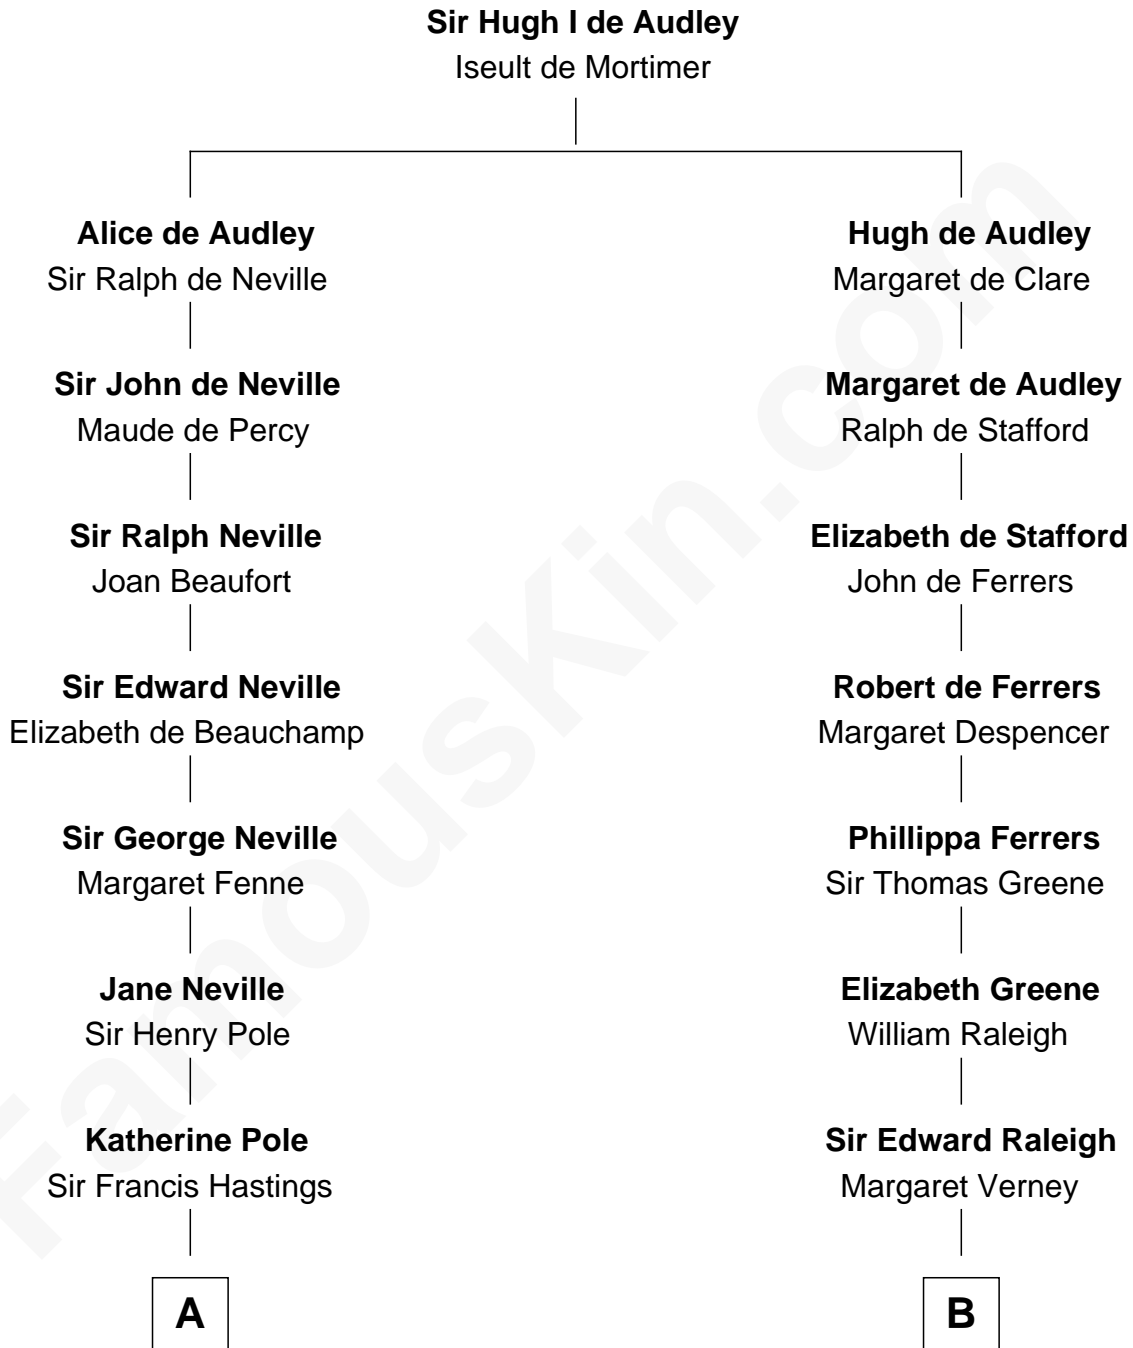 Sir Hugh I de Audley
Iseult de Mortimer
Alice de Audley
Sir Ralph de Neville
Hugh de Audley
Margaret de Clare
Sir John de Neville
Maude de Percy
Margaret de Audley
Ralph de Stafford
Sir Ralph Neville
Joan Beaufort
Elizabeth de Stafford
John de Ferrers
Sir Edward Neville
Elizabeth de Beauchamp
Robert de Ferrers
Margaret Despencer
Sir George Neville
Margaret Fenne
Phillippa Ferrers
Sir Thomas Greene
Jane Neville
Sir Henry Pole
Elizabeth Greene
William Raleigh
Katherine Pole
Sir Francis Hastings
Sir Edward Raleigh
Margaret Verney
A
B
FamousKin.com